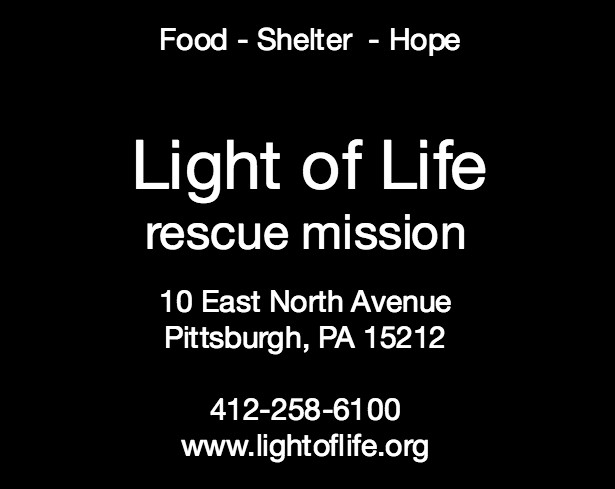 Food - Shelter  - Hope
Light of Life
rescue mission
10 East North Avenue
Pittsburgh, PA 15212
412-258-6100
www.lightoflife.org